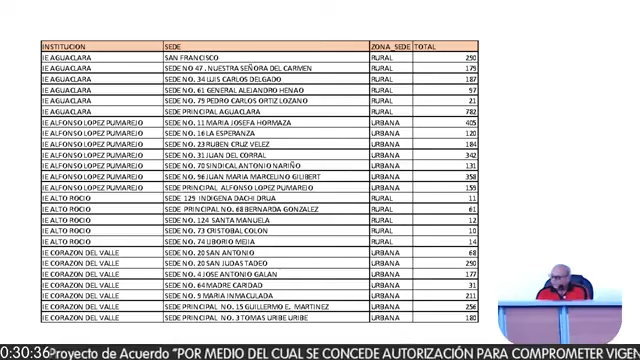 INSTITUCION SEDE ZONA_SEDE TOTAL
IE AGUACLARA SAN FRANCISCO RURAL 290
IE AGUACLARA SEDE NO 47 . NUESTRA SEÑORA DEL CARMEN RURAL 175
IE AGUACLARA SEDE NO. 34 LUIS CARLOS DELGADO RURAL 187
IE AGUACLARA SEDE NO. 61 GENERAL ALEJANDRO HENAO RURAL 97
IE AGUACLARA SEDE NO. 79 PEDRO CARLOS ORTIZ LOZANO RURAL 21
IE AGUACLARA SEDE PRINCIPAL AGUACLARA RURAL 782
IE ALFONSO LOPEZ PUMAREJO SEDE NO. 11 MARIA JOSEFA HORMAZA URBANA 405
IE ALFONSO LOPEZ PUMAREJO SEDE NO. 16 LA ESPERANZA URBANA 120
IE ALFONSO LOPEZ PUMAREJO SEDE NO. 23 RUBEN CRUZ VELEZ URBANA 184
IE ALFONSO LOPEZ PUMAREJO SEDE NO. 31 JUAN DEL CORRAL URBANA 342
IE ALFONSO LOPEZ PUMAREJO SEDE NO. 70 SINDICAL ANTONIO NARIÑO URBANA 131
IE ALFONSO LOPEZ PUMAREJO SEDE NO. 96 JUAN MARIA MARCELINO GILIBERT URBANA 358
IE ALFONSO LOPEZ PUMAREJO SEDE PRINCIPAL ALFONSO LOPEZ PUMAREJO URBANA 159
IE ALTO ROCIO SEDE 129 INDIGENA DACHI DRUA RURAL 11
IE ALTO ROCIO SEDE PRINCIPAL NO. 68 BERNARDA GONZALEZ RURAL 61
IE ALTO ROCIO SEDE NO. 124 SANTA MANUELA RURAL 12
IE ALTO ROCIO SEDE NO. 73 CRISTOBAL COLON RURAL 10
IE ALTO ROCIO SEDE NO. 74 LIBORIO MEJIA RURAL 14
IE CORAZON DEL VALLE SEDE NO. 20 SAN ANTONIO URBANA 68
IE CORAZON DEL VALLE SEDE NO. 20 SAN JUDAS TADEO URBANA 290
IE CORAZON DEL VALLE SEDE NO. 4 JOSE ANTONIO GALAN URBANA 177
IE CORAZON DEL VALLE SEDE NO. 64 MADRE CARIDAD URBANA 31
IE CORAZON DEL VALLE SEDE NO. 9 MARIA INMACULADA URBANA 211
IE CORAZON DEL VALLE SEDE PRINCIPAL NO. 15 GUILLERMO E. MARTINEZ URBANA 256
IE CORAZON DEL VALLE SEDE PRINCIPAL NO. 3 TOMAS URIBE URIBE URBANA 180
0:30:36 Proyecto de Acuerdo "POR MEDIO DEL CUAL SE CONCEDE AUTORIZACIÓN PARA COMPROMETER VIGEN